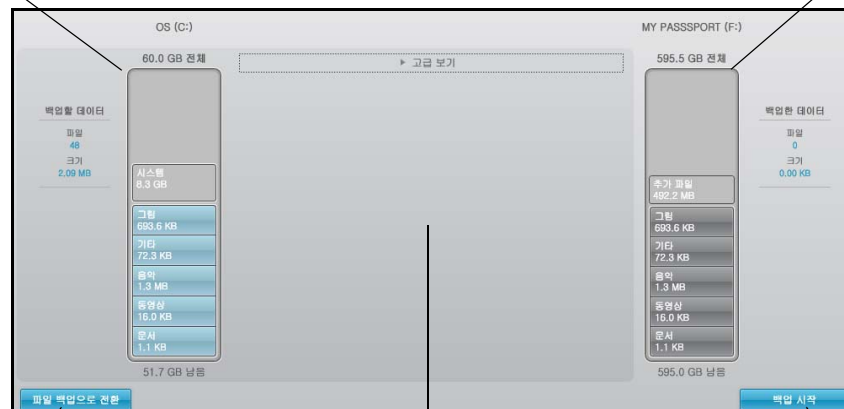 OS (C:)
MY PASSSPORT (F:)
60.0 GB 전체
▶ 고급 보기
595.5 GB 전체
백업할 데이터
파일
48
크기
2.09 MB
시스템
8.3 GB
그림
693.6 KB
기타
72.3 KB
음악
1.3 MB
동영상
16.0 KB
문서
1.1 KB
51.7 GB 남음
파일 백업으로 전환
추가 파일
492.2 MB
그림
693.6 KB
기타
72.3 KB
음악
1.3 MB
동영상
16.0 KB
문서
1.1 KB
595.0 GB 남음
백업한 데이터
파일
0
크기
0.00 KB
백업 시작